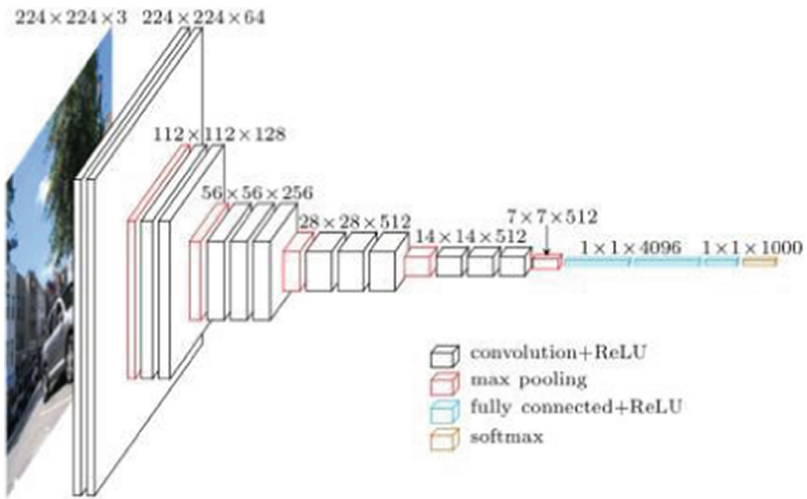 224×224×3
224×224×64
112×112×128
56×56×256
28×28×512
14×14×512
7×7×512
1×1×4096
1×1×1000
convolution+ReLU
max pooling
fully connected+ReLU
softmax